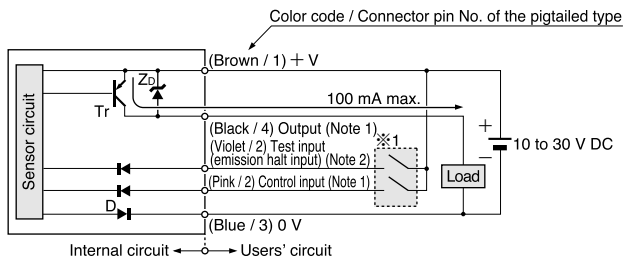 Color code / Connector pin No. of the pigtailed type
(Brown / 1) + V
ZD
Tr
100 mA max.
Sensor circuit
(Black / 4) Output (Note 1)
※1
(Violet / 2) Test input
(emission halt input) (Note 2)
+
10 to 30 V DC
−
(Pink / 2) Control input (Note 1)
Load
D
(Blue / 3) 0 V
Internal circuit
Users' circuit